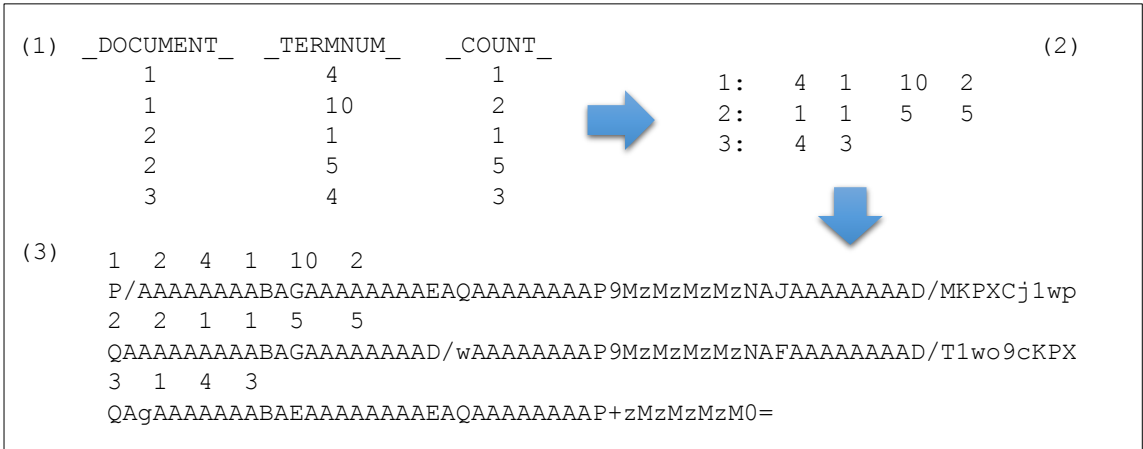 (1) _DOCUMENT_ _TERMNUM_ _COUNT_
1 4 1
1 10 2
2 1 1
2 5 5
3 4 3
(2)
1: 4 1 10 2
2: 1 1 5 5
3: 4 3
(3)
1 2 4 1 10 2
P/AAAAAAAABAGAAAAAAAAEAQAAAAAAAAP9MzMzMzMzNAJAAAAAAAAD/MKPXCj1wp
2 2 1 1 5 5
QAAAAAAAAABAGAAAAAAAAD/wAAAAAAAAP9MzMzMzMzNAFAAAAAAAAD/T1wo9cKPX
3 1 4 3
QAgAAAAAAABAEAAAAAAAAEAQAAAAAAAAP+zMzMzMzM0=